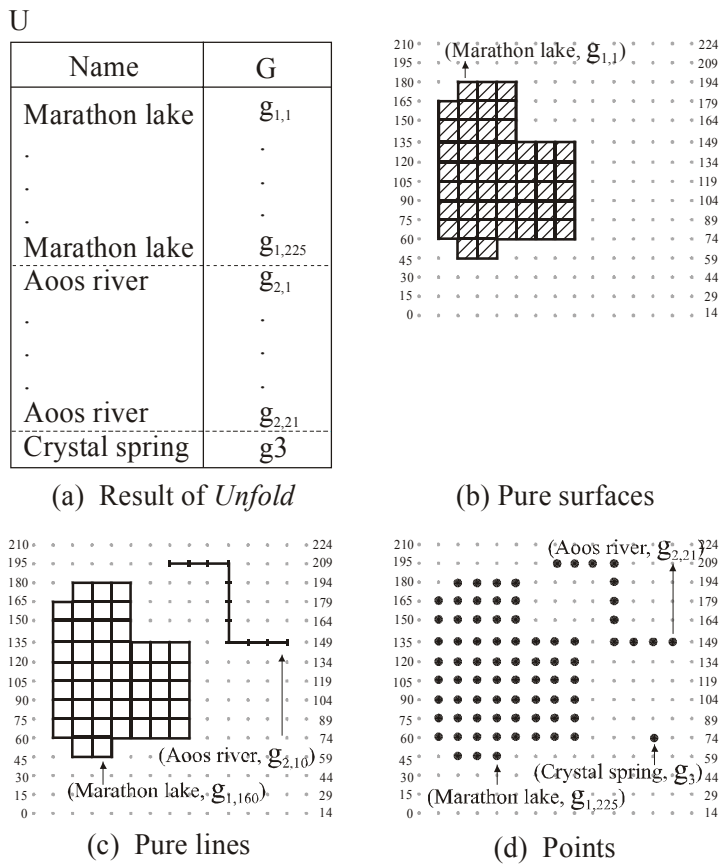 U
Name G
Marathon lake g1,1
. .
. .
. .
Marathon lake g1,225
Aoos river g2,1
. .
. .
. .
Aoos river g2,21
Crystal spring g3
(a) Result of Unfold
210 (Marathon lake, g1,1) 224
195 209
180 194
165 179
150 164
135 149
120 134
105 119
90 104
75 89
60 74
45 59
30 44
15 29
0 14
(b) Pure surfaces
210 224
195 209
180 194
165 179
150 164
135 149
120 134
105 119
90 104
75 89
60 74
45 (Aoos river, g2,10) 59
30 44
15 (Marathon lake, g1,160) 29
0 14
(c) Pure lines
210 (Aoos river, g2,21) 224
195 209
180 194
165 179
150 164
135 149
120 134
105 119
90 104
75 89
60 74
45 59
30 (Crystal spring, g3) 44
15 (Marathon lake, g1,225) 29
0 14
(d) Points